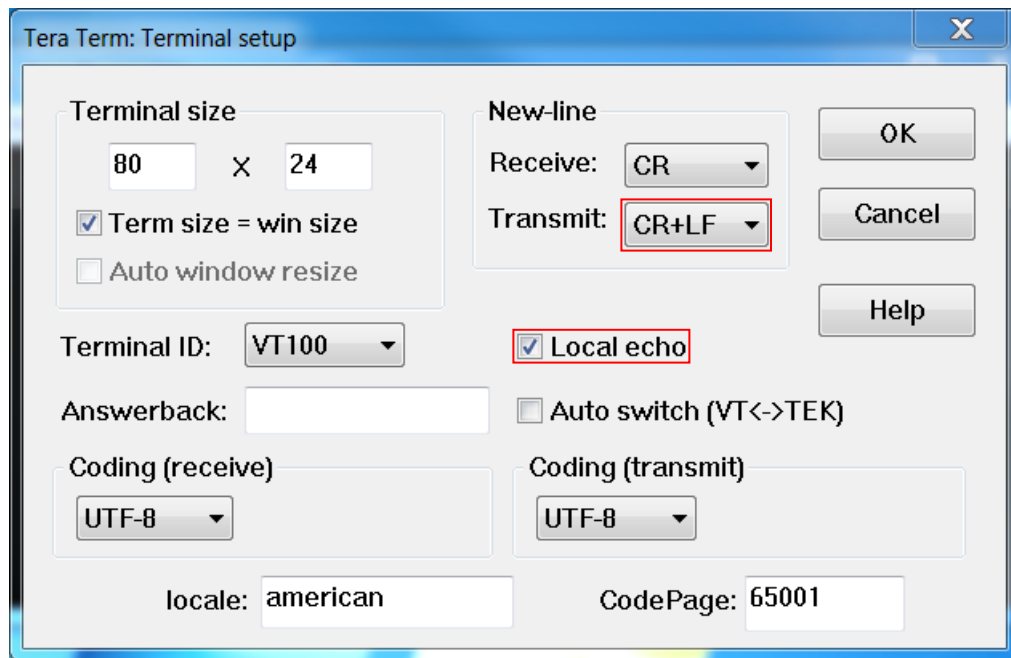 Tera Term: Terminal setup
Terminal size
80 X 24
Term size = win size
Auto window resize
New-line
Receive: CR
Transmit: CR+LF
OK
Cancel
Help
Terminal ID: VT100
Local echo
Answerback:
Auto switch (VT<->TEK)
Coding (receive)
UTF-8
Coding (transmit)
UTF-8
locale: american
CodePage: 65001